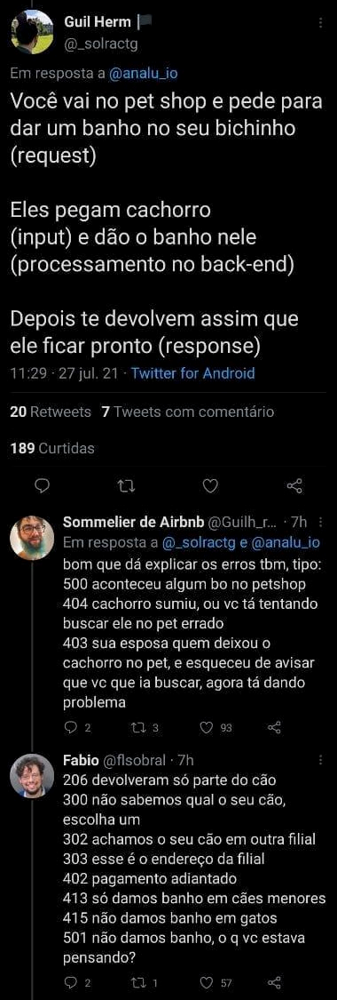 Guil Herm
@_solractg
Em resposta a @analu_io
Você vai no pet shop e pede para
dar um banho no seu bichinho
(request)
Eles pegam cachorro
(input) e dão o banho nele
(processamento no back-end)
Depois te devolvem assim que
ele ficar pronto (response)
11:29 · 27 jul. 21 · Twitter for Android
20 Retweets 7 Tweets com comentário
189 Curtidas
Sommelier de Airbnb @Guilh_r... · 7h
Em resposta a @_solractg e @analu_io
bom que dá explicar os erros tbm, tipo:
500 aconteceu algum bo no petshop
404 cachorro sumiu, ou vc tá tentando
buscar ele no pet errado
403 sua esposa quem deixou o
cachorro no pet, e esqueceu de avisar
que vc que ia buscar, agora tá dando
problema
2 3 93
Fabio @flsobral · 7h
206 devolveram só parte do cão
300 não sabemos qual o seu cão,
escolha um
302 achamos o seu cão em outra filial
303 esse é o endereço da filial
402 pagamento adiantado
413 só damos banho em cães menores
415 não damos banho em gatos
501 não damos banho, o q vc estava
pensando?
2 1 57